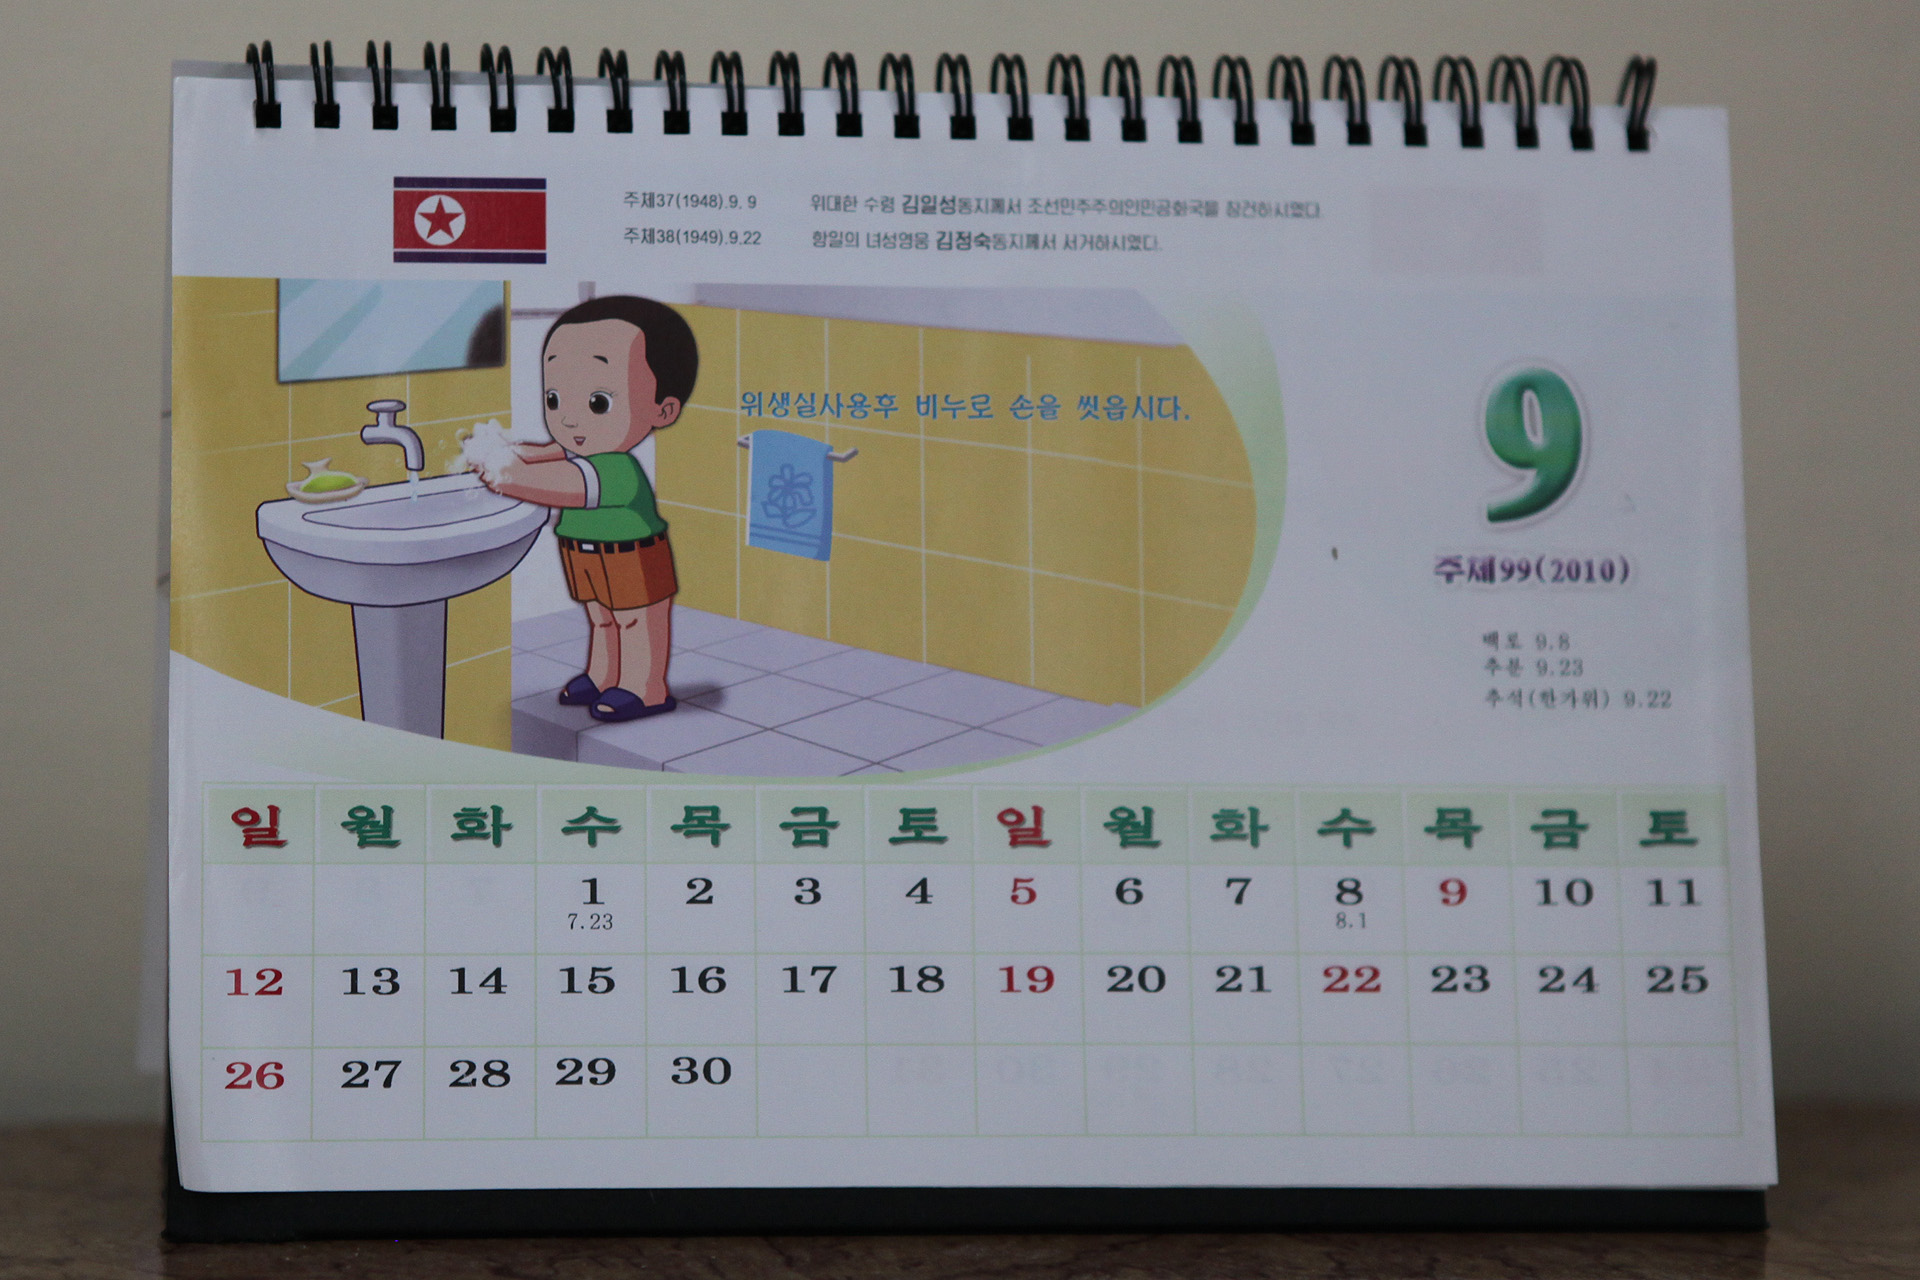 주체37(1948).9. 9 위대한 수령 김일성동지께서 조선민주주의인민공화국을 창건하시였다.
주체38(1949).9.22 항일의 녀성영웅 김정숙동지께서 서거하시였다.
위생실사용후 비누로 손을 씻읍시다.
9
주체99(2010)
백로 9.8
추분 9.23
추석(한가위) 9.22
일 월 화 수 목 금 토 일 월 화 수 목 금 토
1 2 3 4 5 6 7 8 9 10 11
7.23 8.1
12 13 14 15 16 17 18 19 20 21 22 23 24 25
26 27 28 29 30